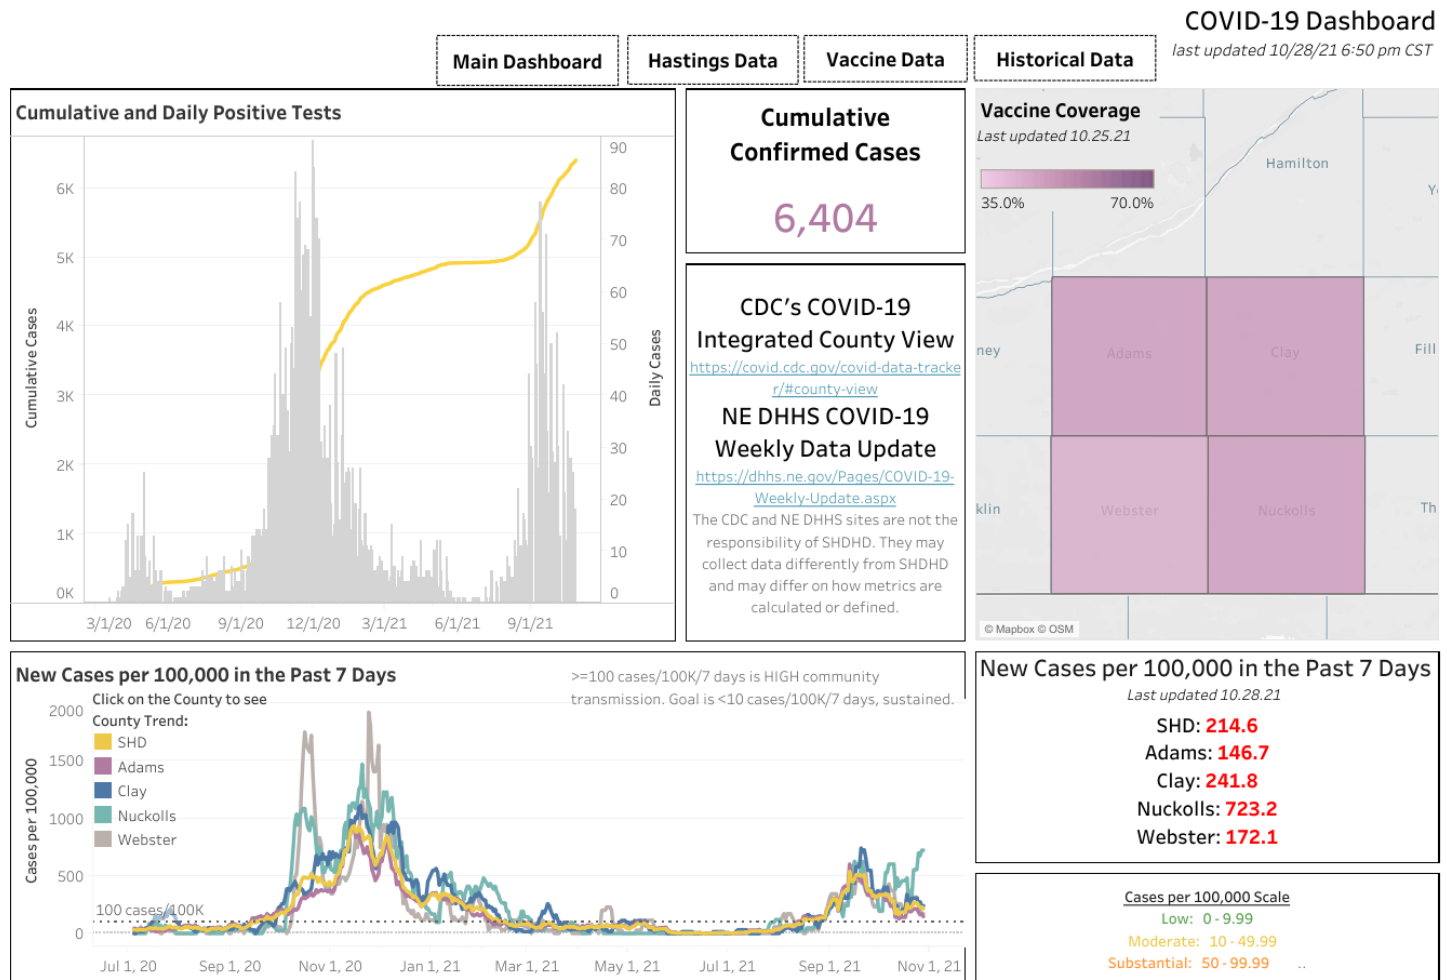 COVID-19 Dashboard
last updated 10/28/21 6:50 pm CST
Main Dashboard
Hastings Data
Vaccine Data
Historical Data
Cumulative and Daily Positive Tests
Cumulative Cases
6K
5K
4K
3K
2K
1K
0K
90
80
70
60
50
40
30
20
10
0
Daily Cases
3/1/20
6/1/20
9/1/20
12/1/20
3/1/21
6/1/21
9/1/21
Cumulative
Confirmed Cases
6,404
CDC's COVID-19
Integrated County View
https://covid.cdc.gov/covid-data-tracke
r/#county-view
NE DHHS COVID-19
Weekly Data Update
https://dhhs.ne.gov/Pages/COVID-19-
Weekly-Update.aspx
The CDC and NE DHHS sites are not the
responsibility of SHDHD. They may
collect data differently from SHDHD
and may differ on how metrics are
calculated or defined.
Vaccine Coverage
Last updated 10.25.21
35.0%
70.0%
Hamilton
Y
ney
Adams
Clay
Fill
klin
Webster
Nuckolls
Th
© Mapbox © OSM
New Cases per 100,000 in the Past 7 Days
>=100 cases/100K/7 days is HIGH community
transmission. Goal is <10 cases/100K/7 days, sustained.
Click on the County to see
County Trend:
SHD
Adams
Clay
Nuckolls
Webster
Cases per 100,000
2000
1500
1000
500
0
100 cases/100K
Jul 1, 20
Sep 1, 20
Nov 1, 20
Jan 1, 21
Mar 1, 21
May 1, 21
Jul 1, 21
Sep 1, 21
Nov 1, 21
New Cases per 100,000 in the Past 7 Days
Last updated 10.28.21
SHD: 214.6
Adams: 146.7
Clay: 241.8
Nuckolls: 723.2
Webster: 172.1
Cases per 100,000 Scale
Low: 0 - 9.99
Moderate: 10 - 49.99
Substantial: 50 - 99.99 ..